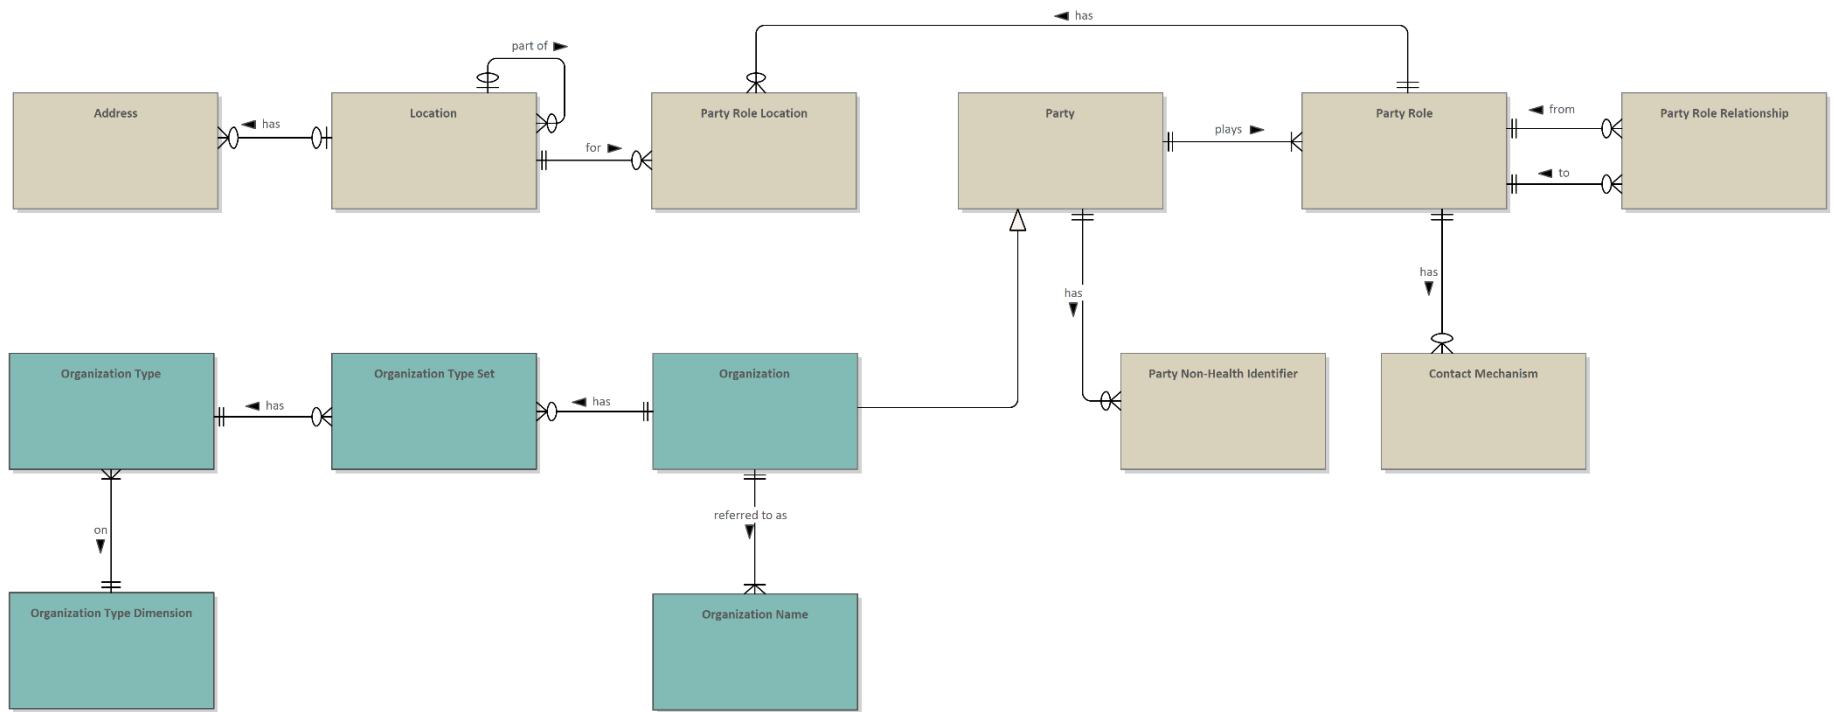 has
part of
Address
Location
Party Role Location
Party
Party Role
Party Role Relationship
has
for
plays
from
to
has
has
Organization Type
Organization Type Set
Organization
Party Non-Health Identifier
Contact Mechanism
has
has
on
referred to as
Organization Type Dimension
Organization Name